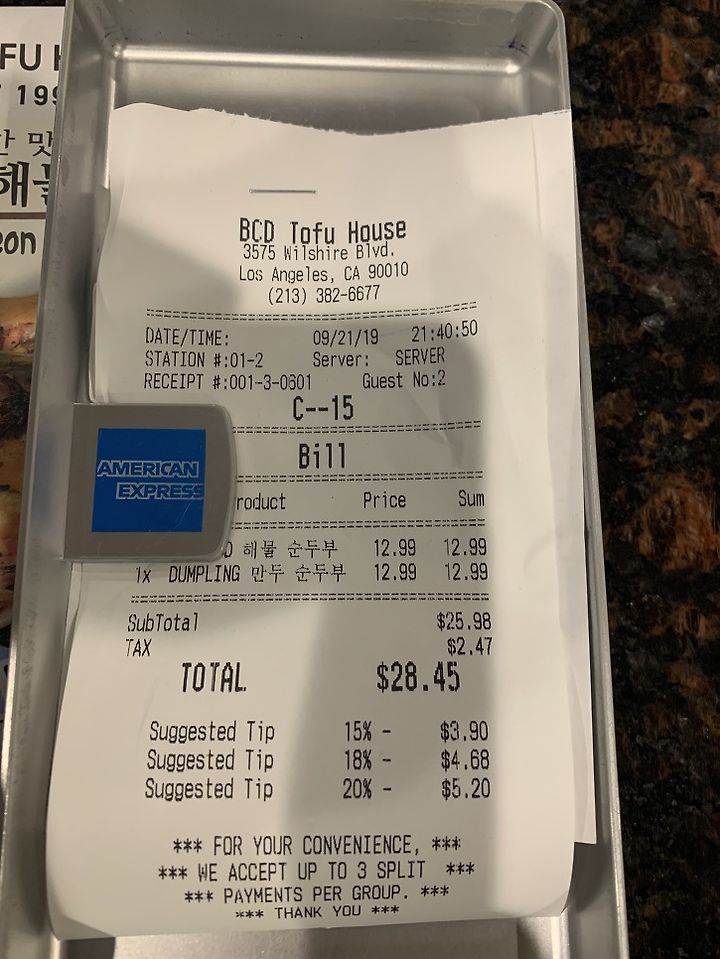 FU
199
맛
해물
BCD Tofu House
3575 Wilshire Blvd.
Los Angeles, CA 90010
(213) 382-6677
DATE/TIME: 09/21/19 21:40:50
STATION #:01-2 Server: SERVER
RECEIPT #:001-3-0601 Guest No:2
C--15
Bill
AMERICAN
EXPRESS
roduct Price Sum
D 해물 순두부 12.99 12.99
1x DUMPLING 만두 순두부 12.99 12.99
SubTotal $25.98
TAX $2.47
TOTAL $28.45
Suggested Tip 15% - $3.90
Suggested Tip 18% - $4.68
Suggested Tip 20% - $5.20
*** FOR YOUR CONVENIENCE, ***
*** WE ACCEPT UP TO 3 SPLIT ***
*** PAYMENTS PER GROUP. ***
*** THANK YOU ***